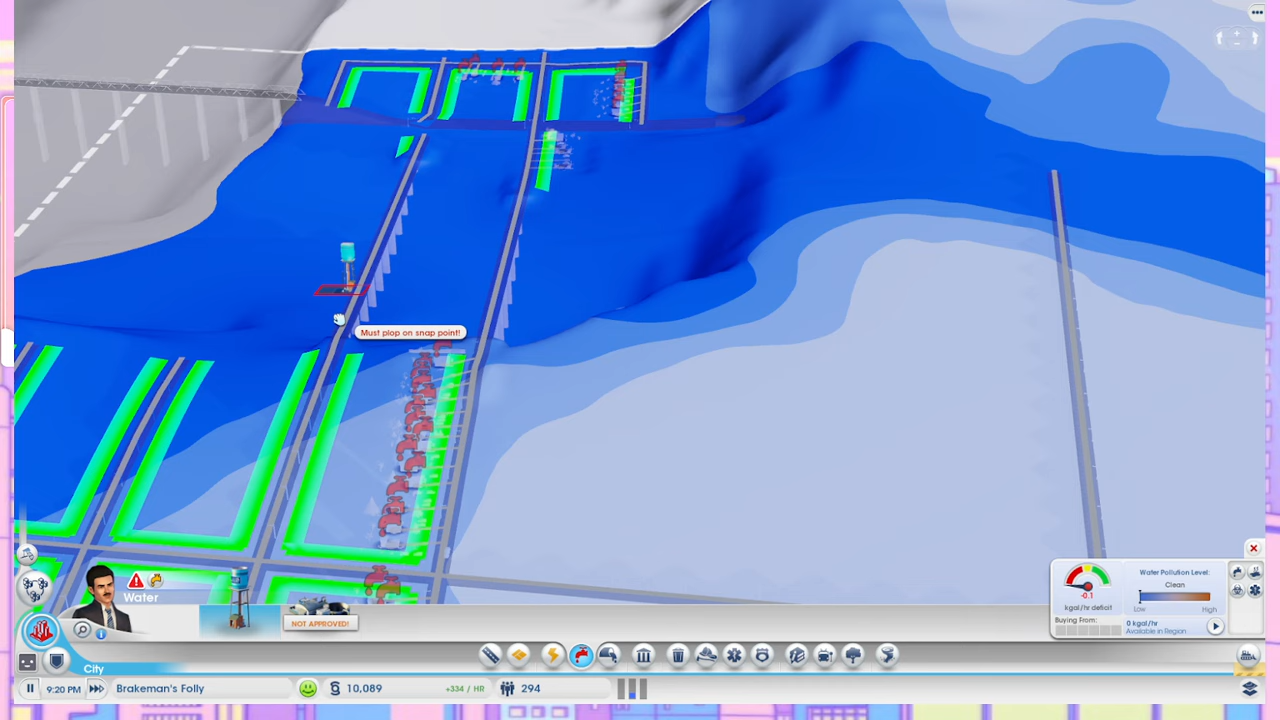 Must plop on snap point!
Water
NOT APPROVED!
-0.1
kgal/hr deficit
Buying From:
Water Pollution Level:
Clean
Low
High
0 kgal/hr
Available in Region
City
9:20 PM
Brakeman's Folly
10,089
+334 / HR
294